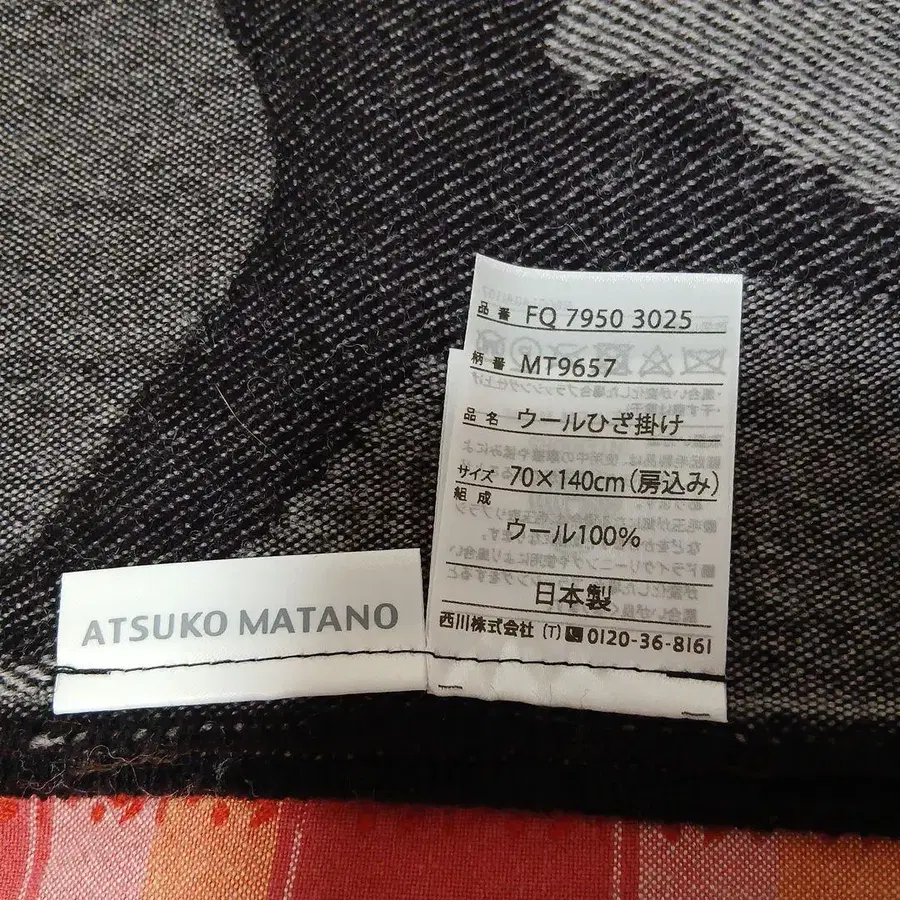 品番 FQ 7950 3025
柄番 MT9657
品名 ウールひざ掛け
サイズ 70×140cm(房込み)
組成
ウール100%
日本製
西川株式会社 (T) 0120-36-8161
ATSUKO MATANO